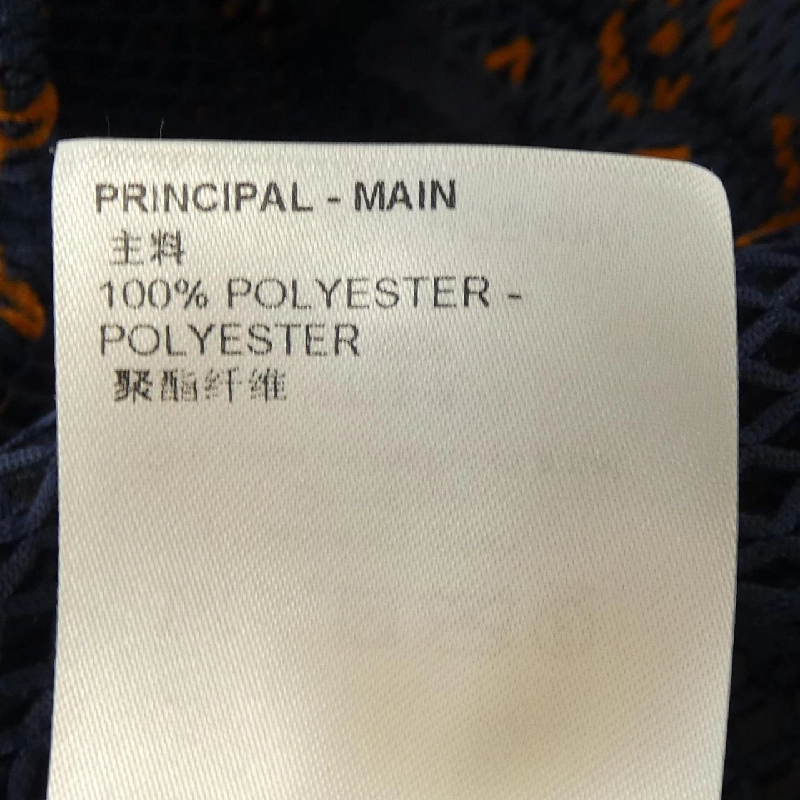 PRINCIPAL - MAIN
主料
100% POLYESTER -
POLYESTER
聚酯纤维